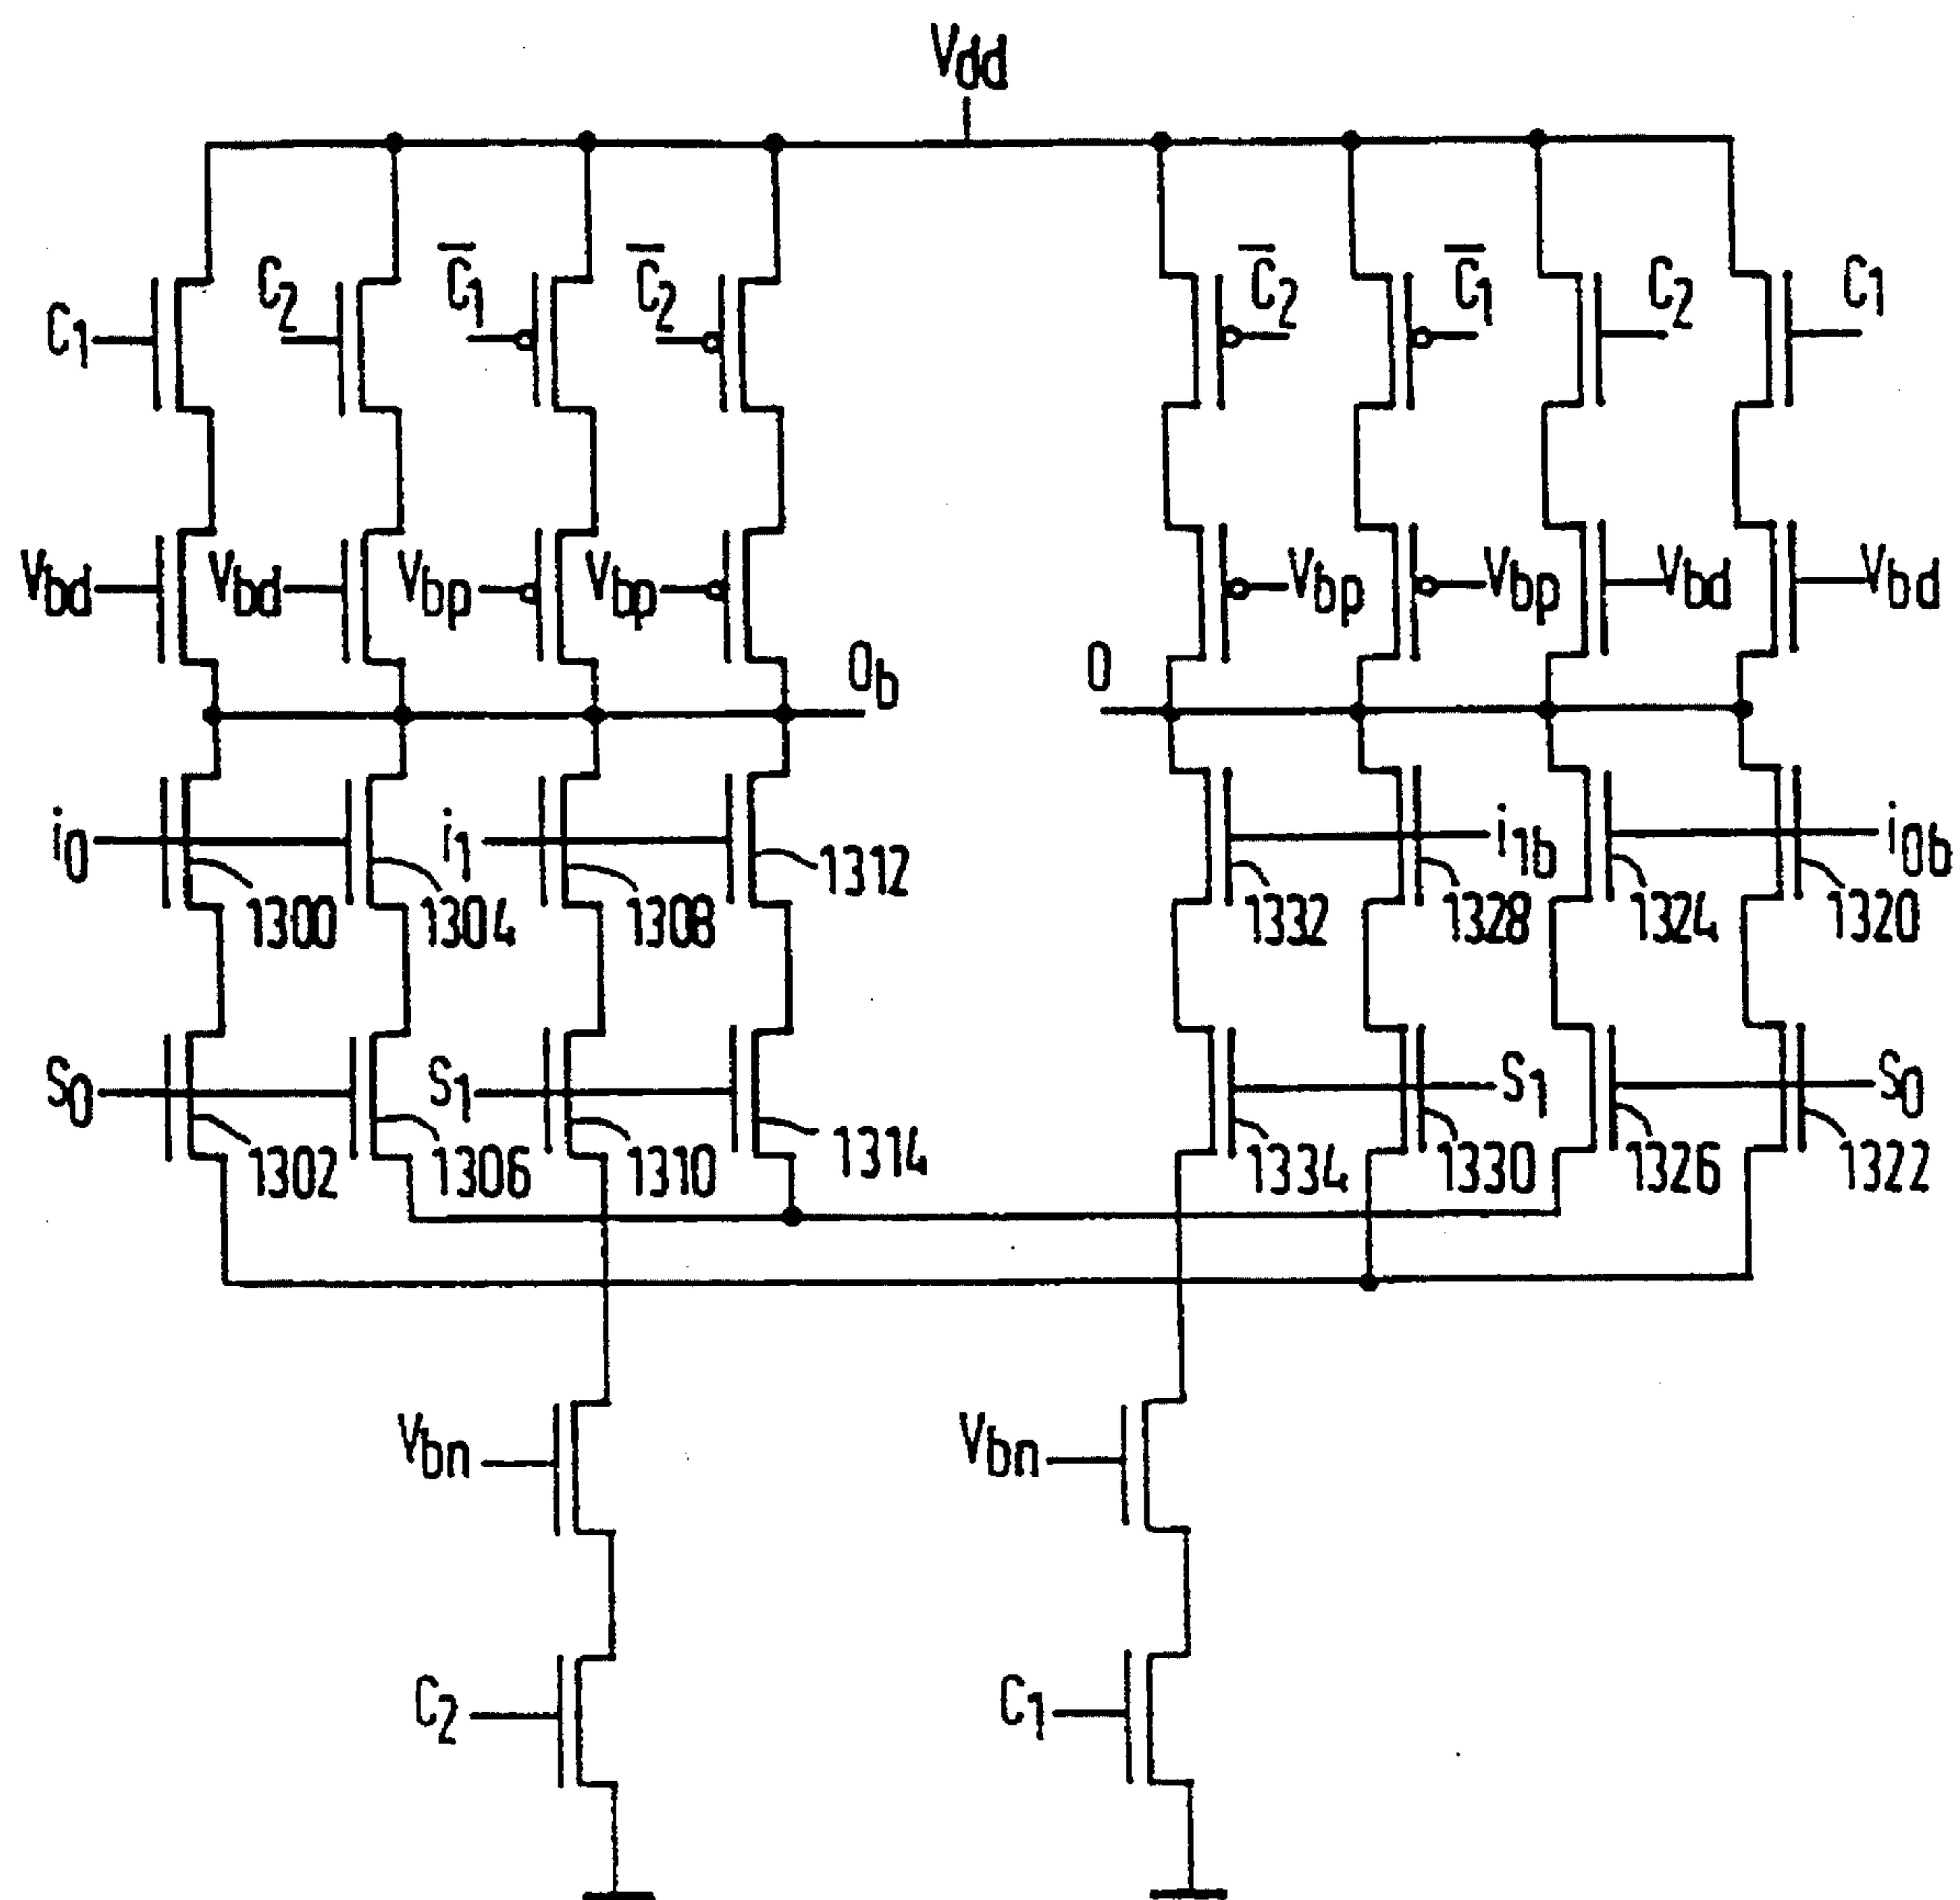 Vdd
C1 C2 C̅1 C̅2 C̅2 C̅1 C2 C1
Vbd Vbd Vbp Vbp Vbp Vbp Vbd Vbd
Ob O
i0 i1 i1b i0b
1300 1304 1308 1312 1332 1328 1324 1320
S0 S1 S1 S0
1302 1306 1310 1314 1334 1330 1326 1322
Vbn Vbn
C2 C1